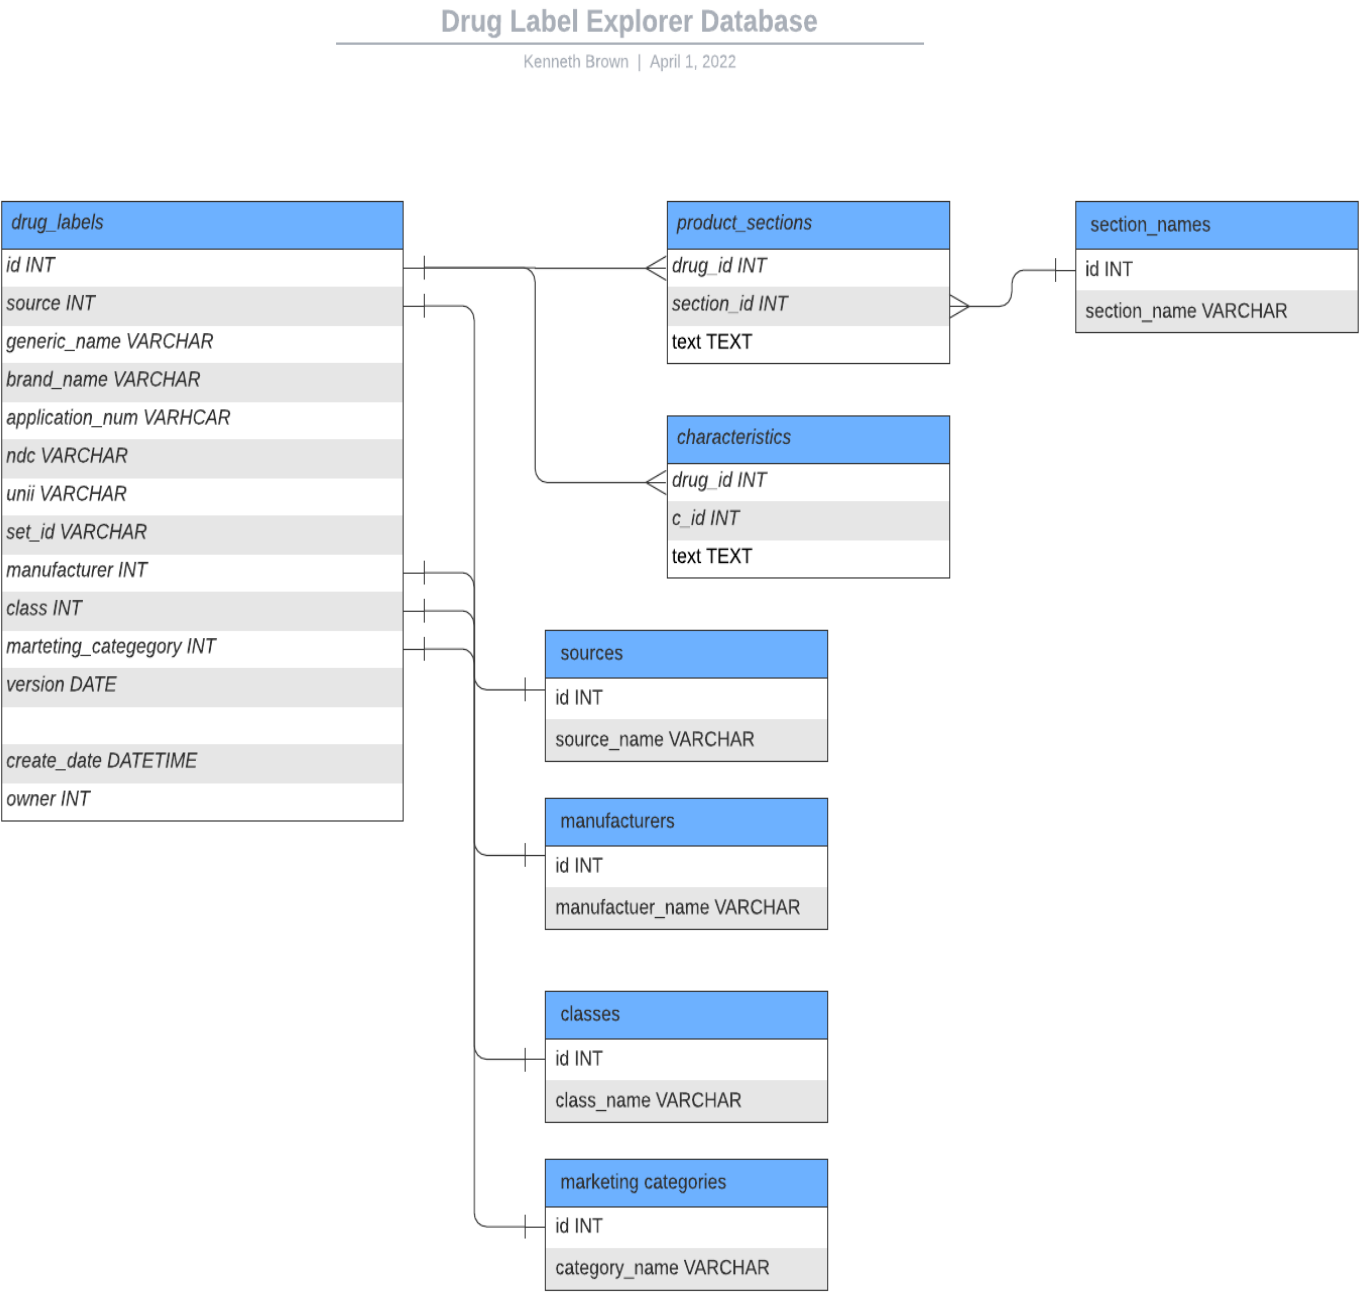 Drug Label Explorer Database
Kenneth Brown | April 1, 2022
drug_labels
id INT
source INT
generic_name VARCHAR
brand_name VARCHAR
application_num VARHCAR
ndc VARCHAR
unii VARCHAR
set_id VARCHAR
manufacturer INT
class INT
marteting_categegory INT
version DATE
create_date DATETIME
owner INT
product_sections
drug_id INT
section_id INT
text TEXT
section_names
id INT
section_name VARCHAR
characteristics
drug_id INT
c_id INT
text TEXT
sources
id INT
source_name VARCHAR
manufacturers
id INT
manufactuer_name VARCHAR
classes
id INT
class_name VARCHAR
marketing categories
id INT
category_name VARCHAR